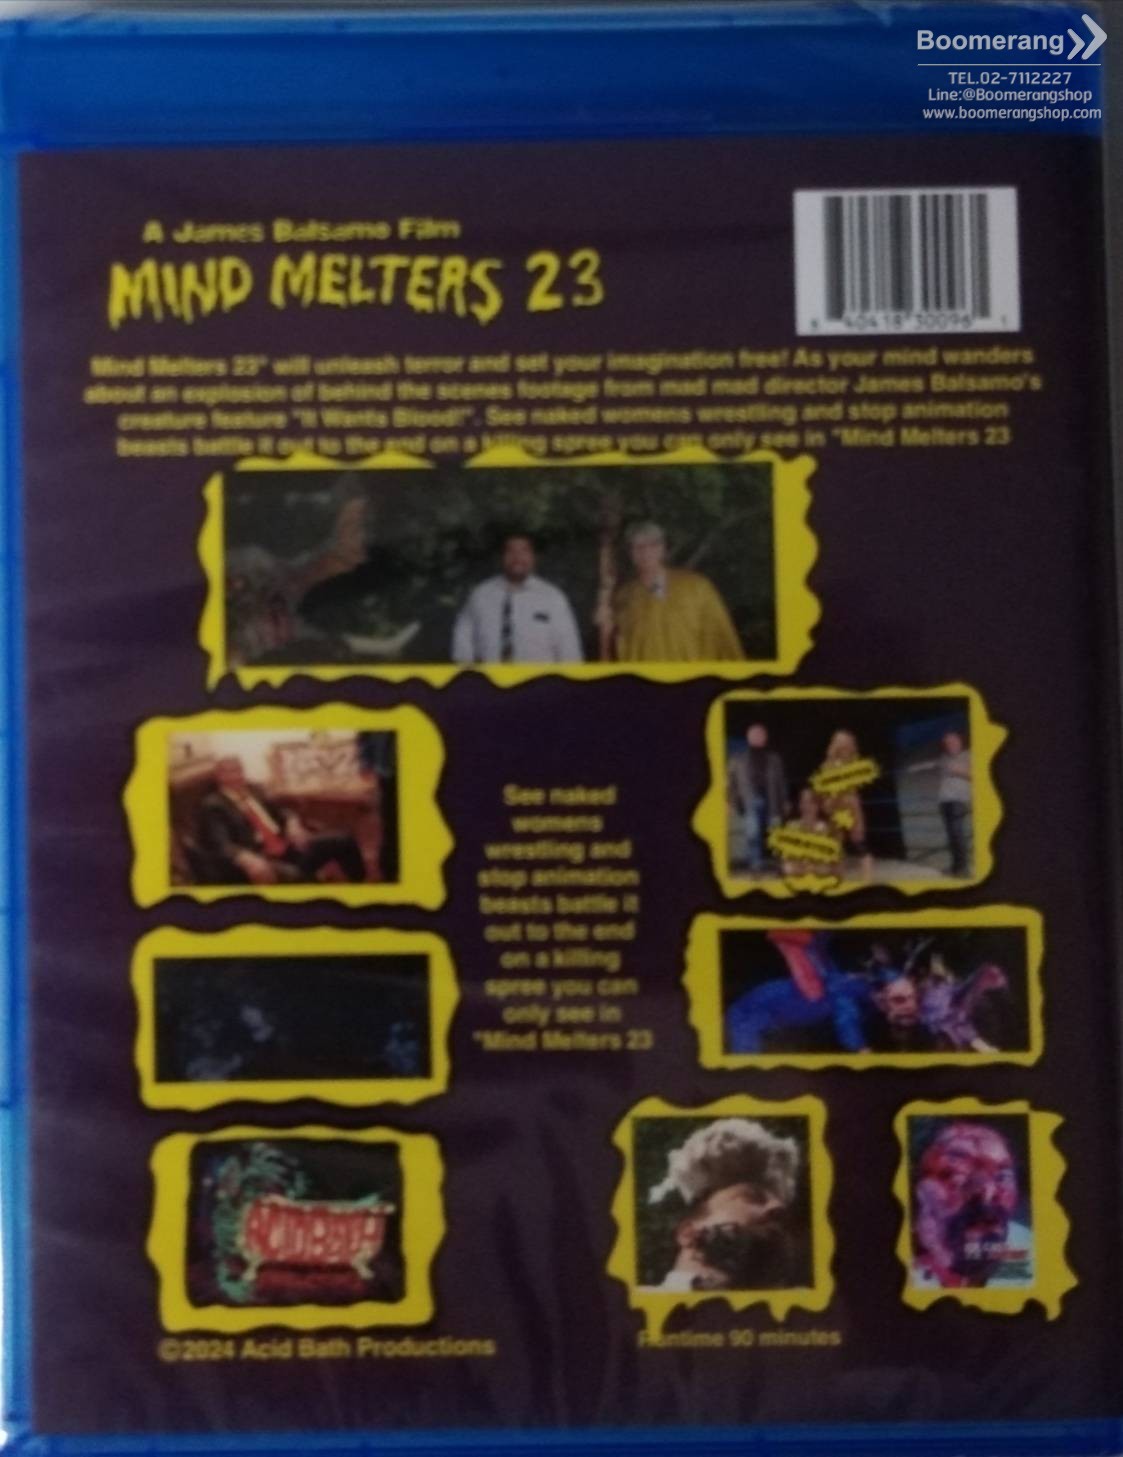 Boomerang
TEL.02-7112227
Line:@Boomerangshop
www.boomerangshop.com
A James Balsamo Film
MIND MELTERS 23
40418 30096 1
Mind Melters 23" will unleash terror and set your imagination free! As your mind wanders
about an explosion of behind the scenes footage from mad mad director James Balsamo's
creature feature "It Wants Blood!". See naked womens wrestling and stop animation
beasts battle it out to the end on a killing spree you can only see in "Mind Melters 23
See naked
womens
wrestling and
stop animation
beasts battle it
out to the end
on a killing
spree you can
only see in
"Mind Melters 23
ACIDBATH
©2024 Acid Bath Productions
Runtime 90 minutes